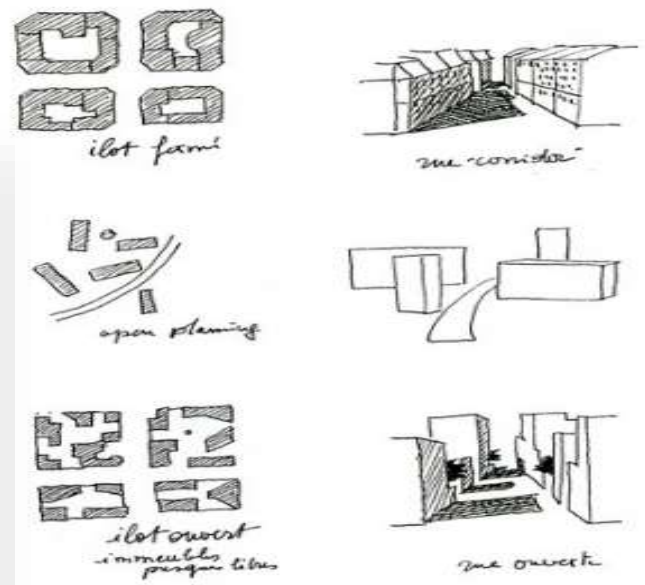 ilot fermé
rue "corridor"
open planning
ilot ouvert
immeubles
presque libres
rue ouverte